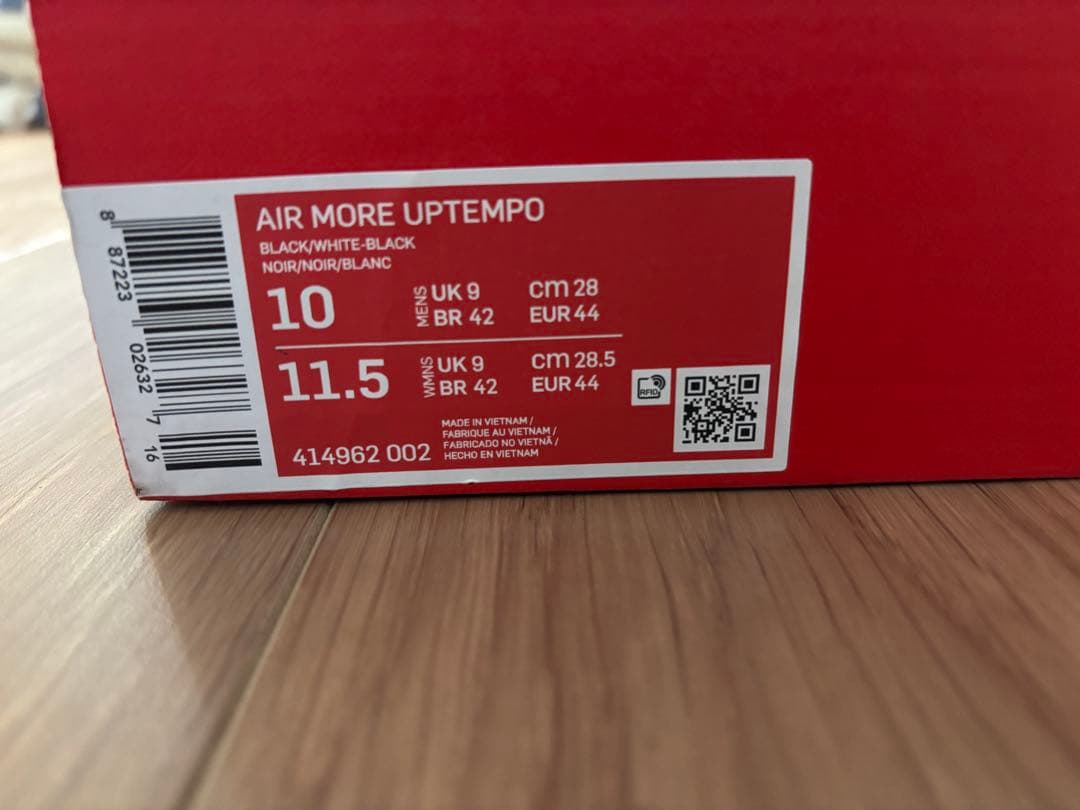 8 87223 02632 7 16
AIR MORE UPTEMPO
BLACK/WHITE-BLACK
NOIR/NOIR/BLANC
10 MENS UK 9 cm 28
BR 42 EUR 44
11.5 WMNS UK 9 cm 28.5
BR 42 EUR 44
RFID
414962 002
MADE IN VIETNAM /
FABRIQUE AU VIETNAM /
FABRICADO NO VIETNÃ /
HECHO EN VIETNAM